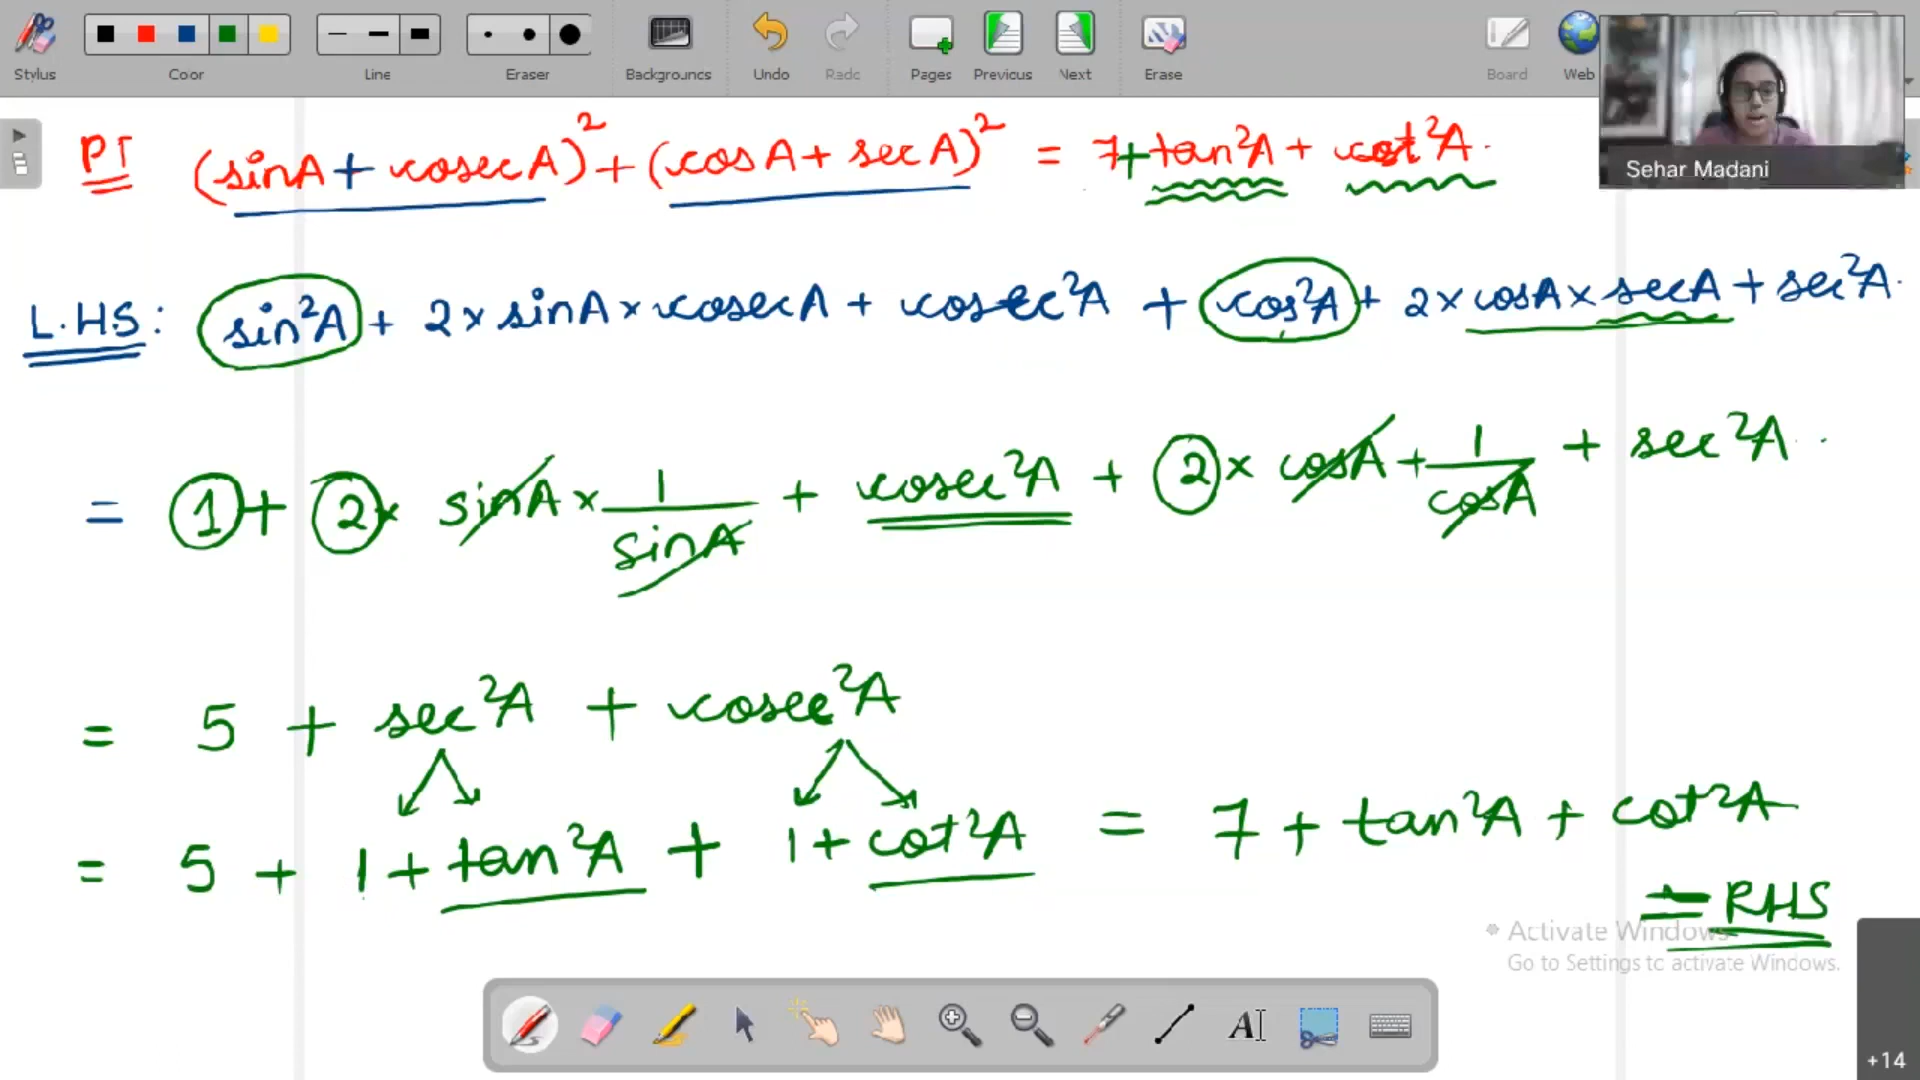 Stylus Color Line Eraser Backgrounds Undo Redo Pages Previous Next Erase Board Web
Sehar Madani
PT (sinA + cosecA)² + (cosA + secA)² = 7 + tan²A + cot²A.
L.HS: sin²A + 2 × sinA × cosecA + cosec²A + cos²A + 2 × cosA × secA + sec²A.
= 1 + 2 × sinA × 1/sinA + cosec²A + 2 × cosA + 1/cosA + sec²A.
= 5 + sec²A + cosec²A
= 5 + 1 + tan²A + 1 + cot²A = 7 + tan²A + cot²A
= RHS
Activate Windows
Go to Settings to activate Windows.
+14